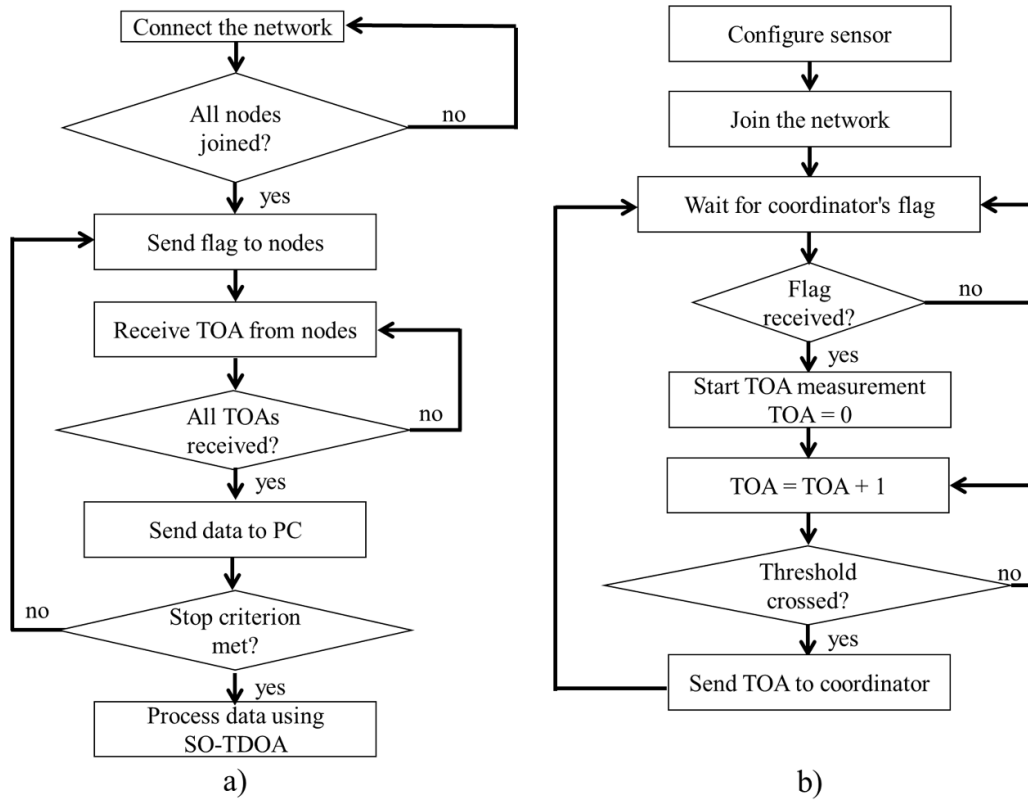 Connect the network
All nodes
joined?
no
yes
Send flag to nodes
Receive TOA from nodes
All TOAs
received?
no
yes
Send data to PC
no
Stop criterion
met?
yes
Process data using
SO-TDOA
a)
Configure sensor
Join the network
Wait for coordinator's flag
Flag
received?
no
yes
Start TOA measurement
TOA = 0
TOA = TOA + 1
Threshold
crossed?
no
yes
Send TOA to coordinator
b)